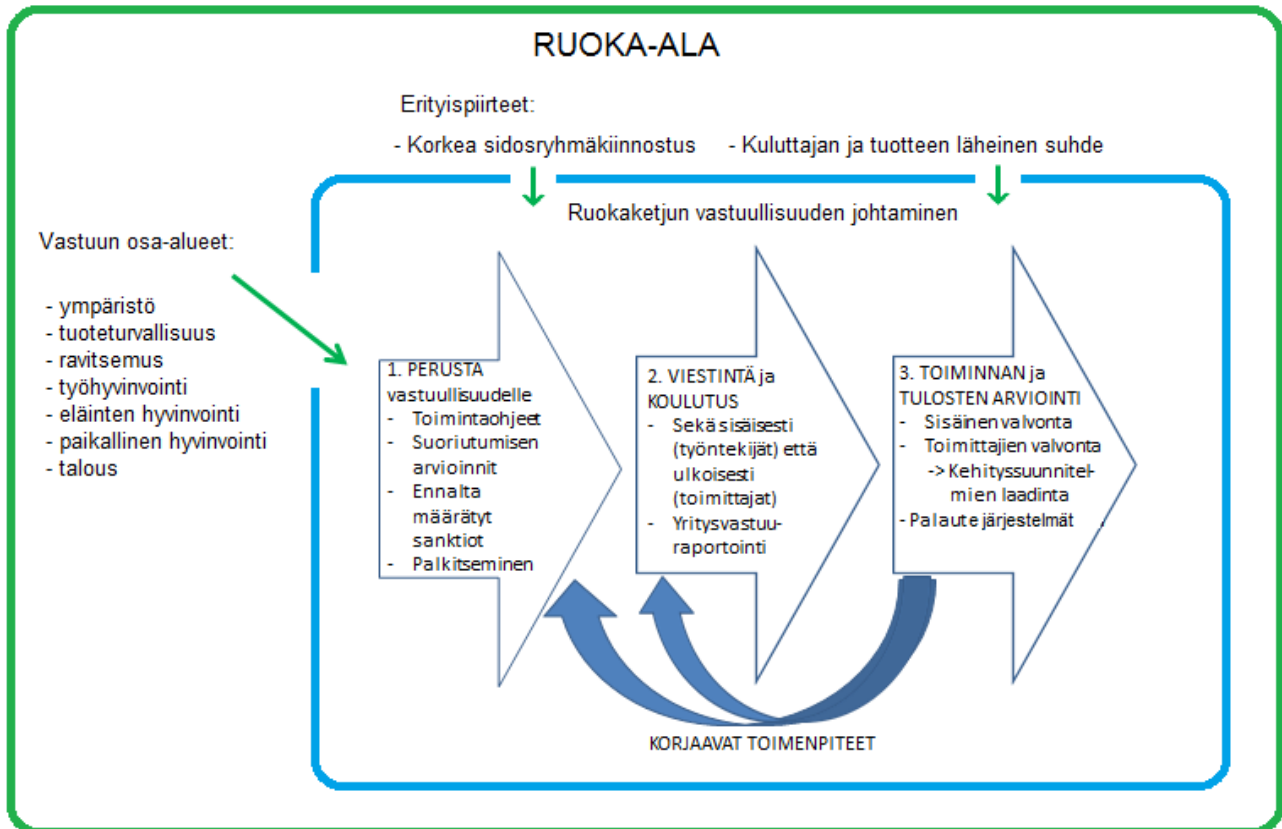 RUOKA-ALA
Erityispiirteet:
- Korkea sidosryhmäkiinnostus - Kuluttajan ja tuotteen läheinen suhde
Ruokaketjun vastuullisuuden johtaminen
Vastuun osa-alueet:
- ympäristö
- tuoteturvallisuus
- ravitsemus
- työhyvinvointi
- eläinten hyvinvointi
- paikallinen hyvinvointi
- talous
1. PERUSTA
vastuullisuudelle
- Toimintaohjeet
- Suoriutumisen
arvioinnit
- Ennalta
määrätyt
sanktiot
- Palkitseminen
2. VIESTINTÄ ja
KOULUTUS
- Sekä sisäisesti
(työntekijät) että
ulkoisesti
(toimittajat)
- Yritysvastuu-
raportointi
3. TOIMINNAN ja
TULOSTEN ARVIOINTI
- Sisäinen valvonta
- Toimittajien valvonta
-> Kehityssuunnitel-
mien laadinta
- Palaute järjestelmät
KORJAAVAT TOIMENPITEET